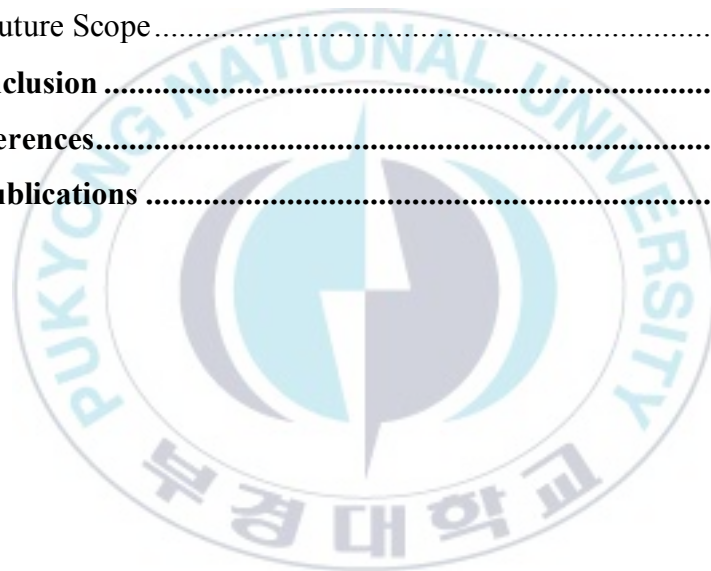 uture Scope........................................................................
clusion ........................................................................
erences........................................................................
ublications ........................................................................
PUKYONG NATIONAL UNIVERSITY
부경대학교